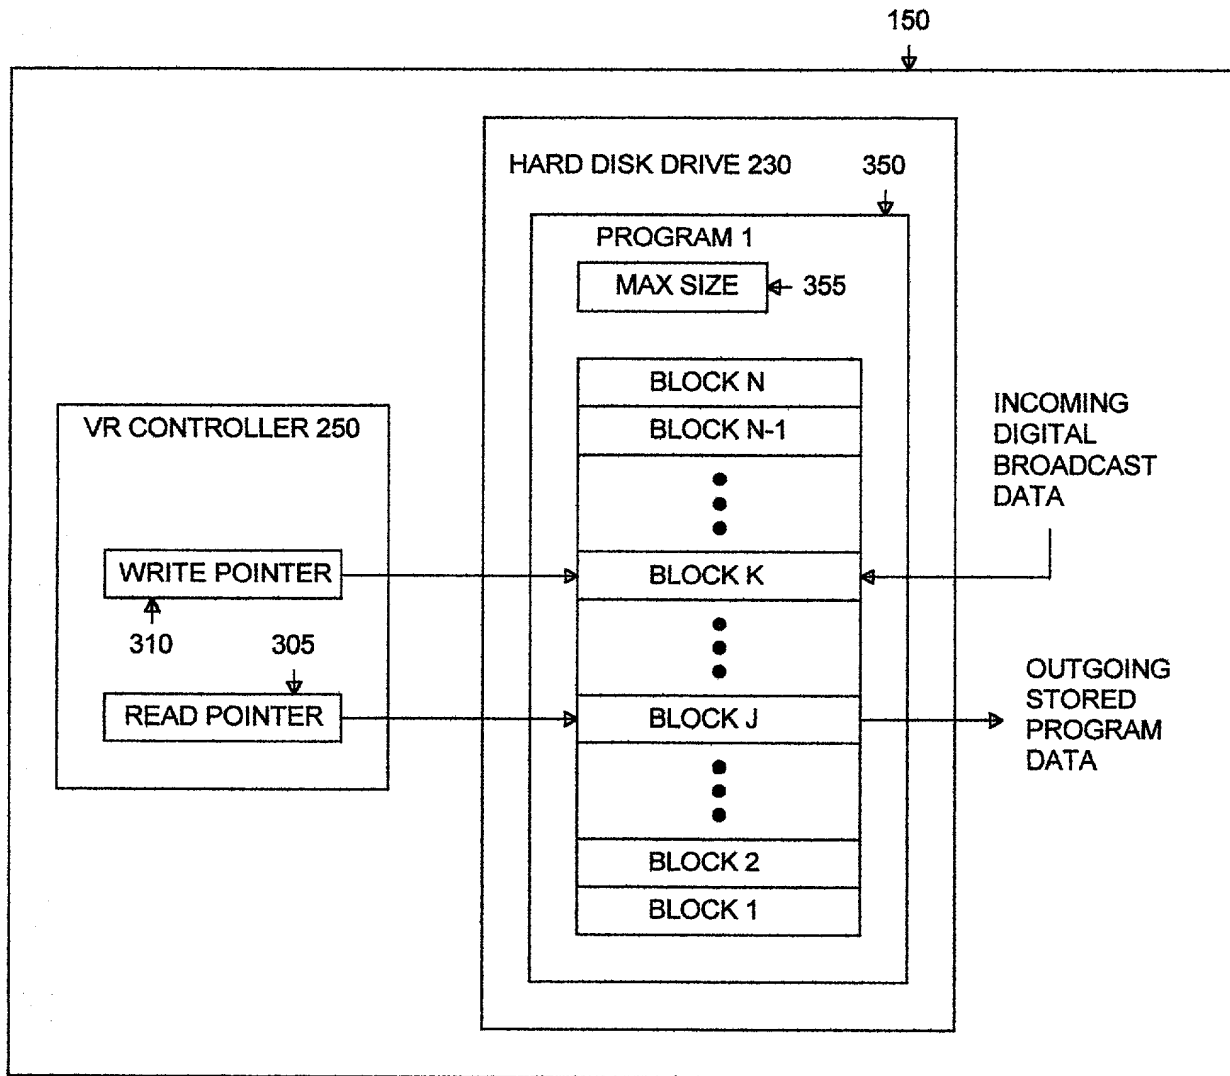 150
HARD DISK DRIVE 230
350
PROGRAM 1
MAX SIZE
355
BLOCK N
BLOCK N-1
VR CONTROLLER 250
INCOMING
DIGITAL
BROADCAST
DATA
WRITE POINTER
BLOCK K
310
305
READ POINTER
BLOCK J
OUTGOING
STORED
PROGRAM
DATA
BLOCK 2
BLOCK 1